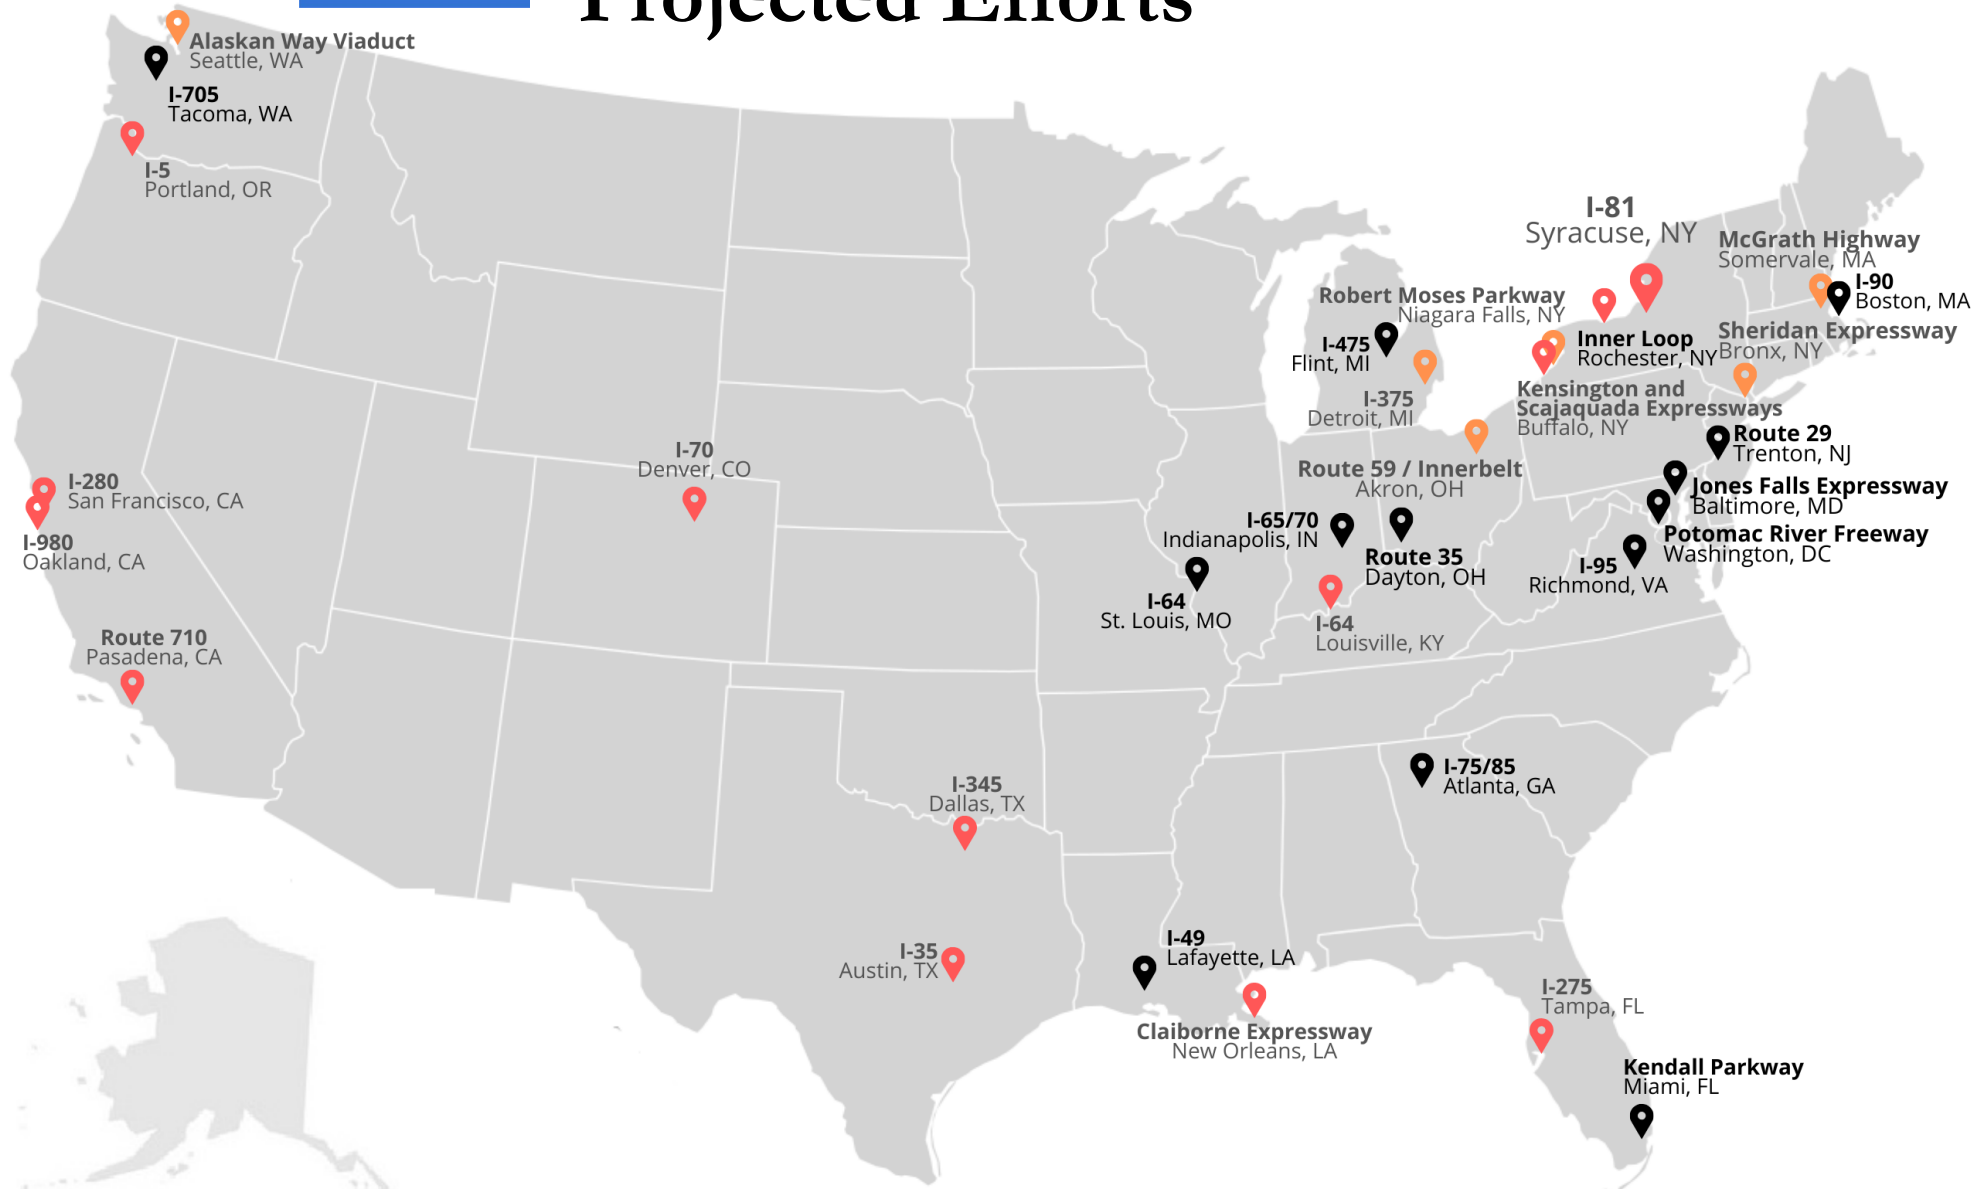 Projected Efforts
Alaskan Way Viaduct
Seattle, WA
I-705
Tacoma, WA
I-5
Portland, OR
I-81
Syracuse, NY
McGrath Highway
Somervale, MA
I-90
Boston, MA
Robert Moses Parkway
Niagara Falls, NY
I-475
Flint, MI
Inner Loop
Rochester, NY
Sheridan Expressway
Bronx, NY
I-375
Detroit, MI
Kensington and
Scajaquada Expressways
Buffalo, NY
Route 29
Trenton, NJ
I-70
Denver, CO
Route 59 / Innerbelt
Akron, OH
I-280
San Francisco, CA
Jones Falls Expressway
Baltimore, MD
I-980
Oakland, CA
I-65/70
Indianapolis, IN
Route 35
Dayton, OH
Potomac River Freeway
Washington, DC
I-95
Richmond, VA
I-64
St. Louis, MO
I-64
Louisville, KY
Route 710
Pasadena, CA
I-75/85
Atlanta, GA
I-345
Dallas, TX
I-35
Austin, TX
I-49
Lafayette, LA
Claiborne Expressway
New Orleans, LA
I-275
Tampa, FL
Kendall Parkway
Miami, FL